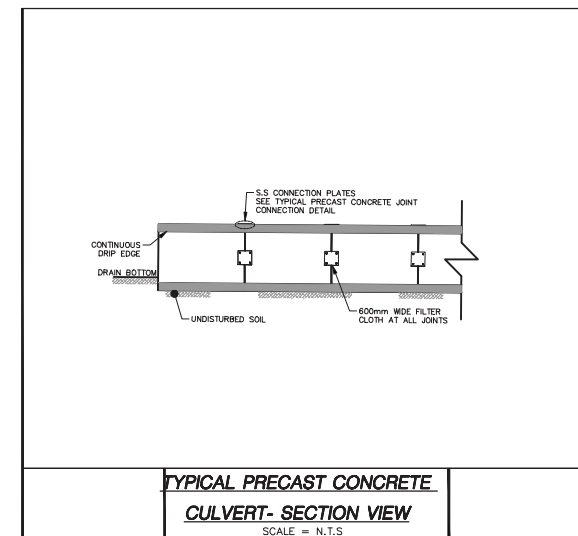 S.S CONNECTION PLATES
SEE TYPICAL PRECAST CONCRETE JOINT
CONNECTION DETAIL
CONTINUOUS
DRIP EDGE
DRAIN BOTTOM
UNDISTURBED SOIL
600mm WIDE FILTER
CLOTH AT ALL JOINTS
TYPICAL PRECAST CONCRETE
CULVERT- SECTION VIEW
SCALE = N.T.S